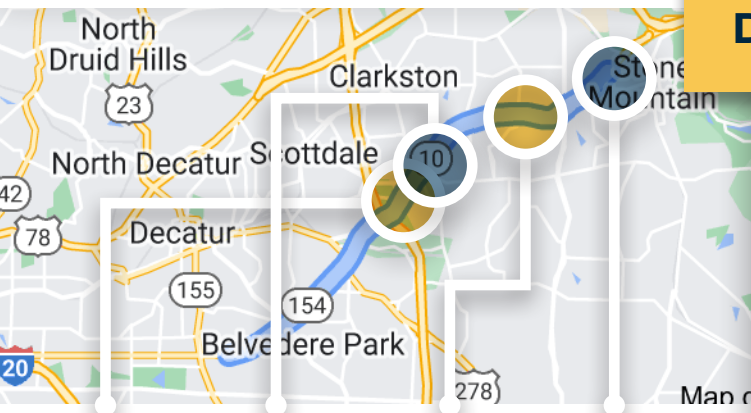 North
Druid Hills
Clarkston
Stone
Mountain
23
North Decatur
Scottdale
10
42
78
Decatur
155
154
Belvedere Park
20
278
Map